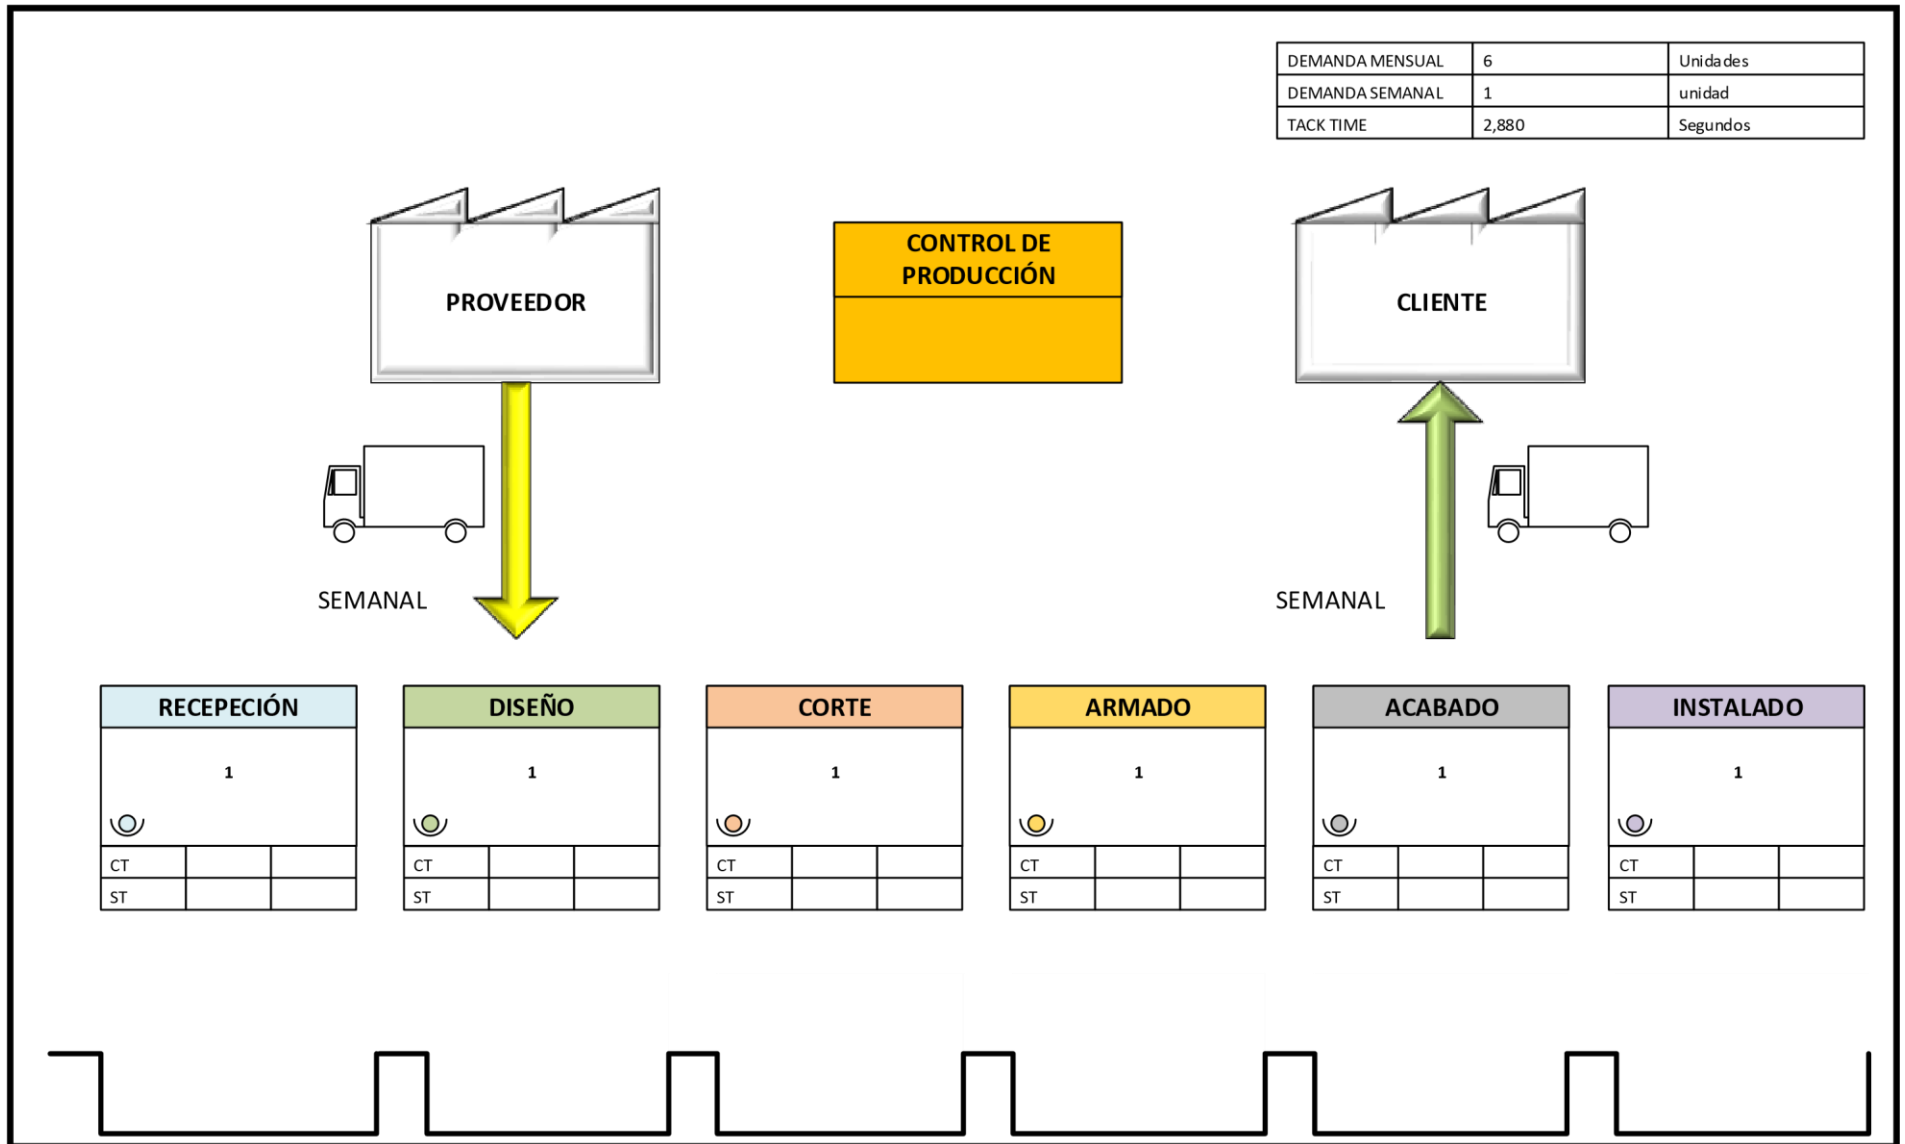 DEMANDA MENSUAL 6 Unidades
DEMANDA SEMANAL 1 unidad
TACK TIME 2,880 Segundos
PROVEEDOR
CONTROL DE
PRODUCCIÓN
CLIENTE
SEMANAL
SEMANAL
RECEPECIÓN
1
CT
ST
DISEÑO
1
CT
ST
CORTE
1
CT
ST
ARMADO
1
CT
ST
ACABADO
1
CT
ST
INSTALADO
1
CT
ST